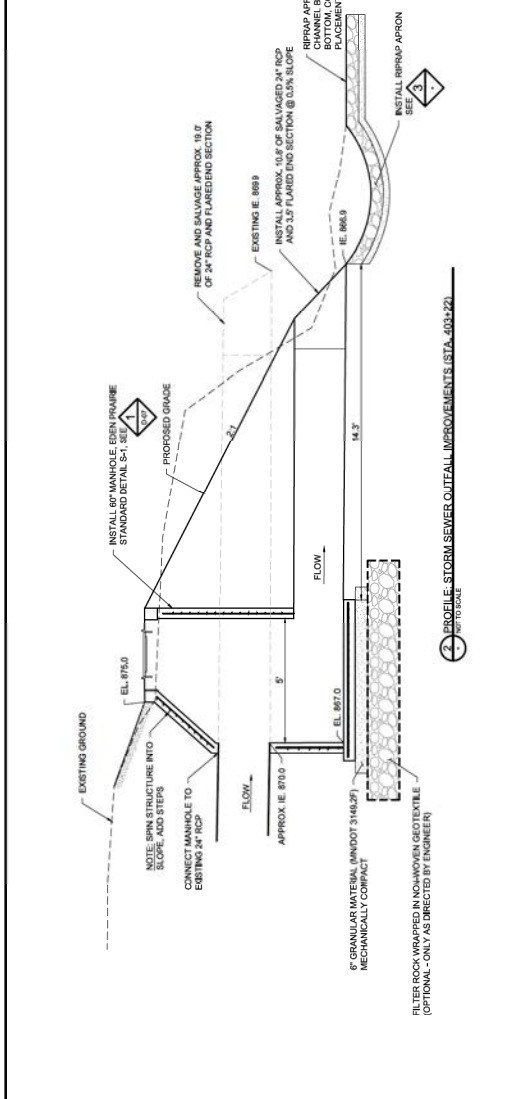 EXISTING GROUND
NOTE: SPIN STRUCTURE INTO
SLOPE, ADD STEPS
CONNECT MANHOLE TO
EXISTING 24" RCP
EL. 875.0
INSTALL 60" MANHOLE, EDEN PRAIRIE
STANDARD DETAIL S-1, SEE
1
D-07
PROPOSED GRADE
2:1
REMOVE AND SALVAGE APPROX. 19.0'
OF 24" RCP AND FLARED END SECTION
EXISTING IE. 869.9
INSTALL APPROX. 10.8' OF SALVAGED 24" RCP
AND 3.5' FLARED END SECTION @ 0.5% SLOPE
RIPRAP
CHANNEL
BOTTOM,
PLACEMENT
IE. 866.9
INSTALL RIPRAP APRON
SEE
3
-
FLOW
APPROX. IE. 870.0
5'
EL. 867.0
FLOW
14.3'
6" GRANULAR MATERIAL (MNDOT 3149.2F)
MECHANICALLY COMPACT
FILTER ROCK WRAPPED IN NON-WOVEN GEOTEXTILE
(OPTIONAL - ONLY AS DIRECTED BY ENGINEER)
2
-
PROFILE: STORM SEWER OUTFALL IMPROVEMENTS (STA. 403+22)
NOT TO SCALE